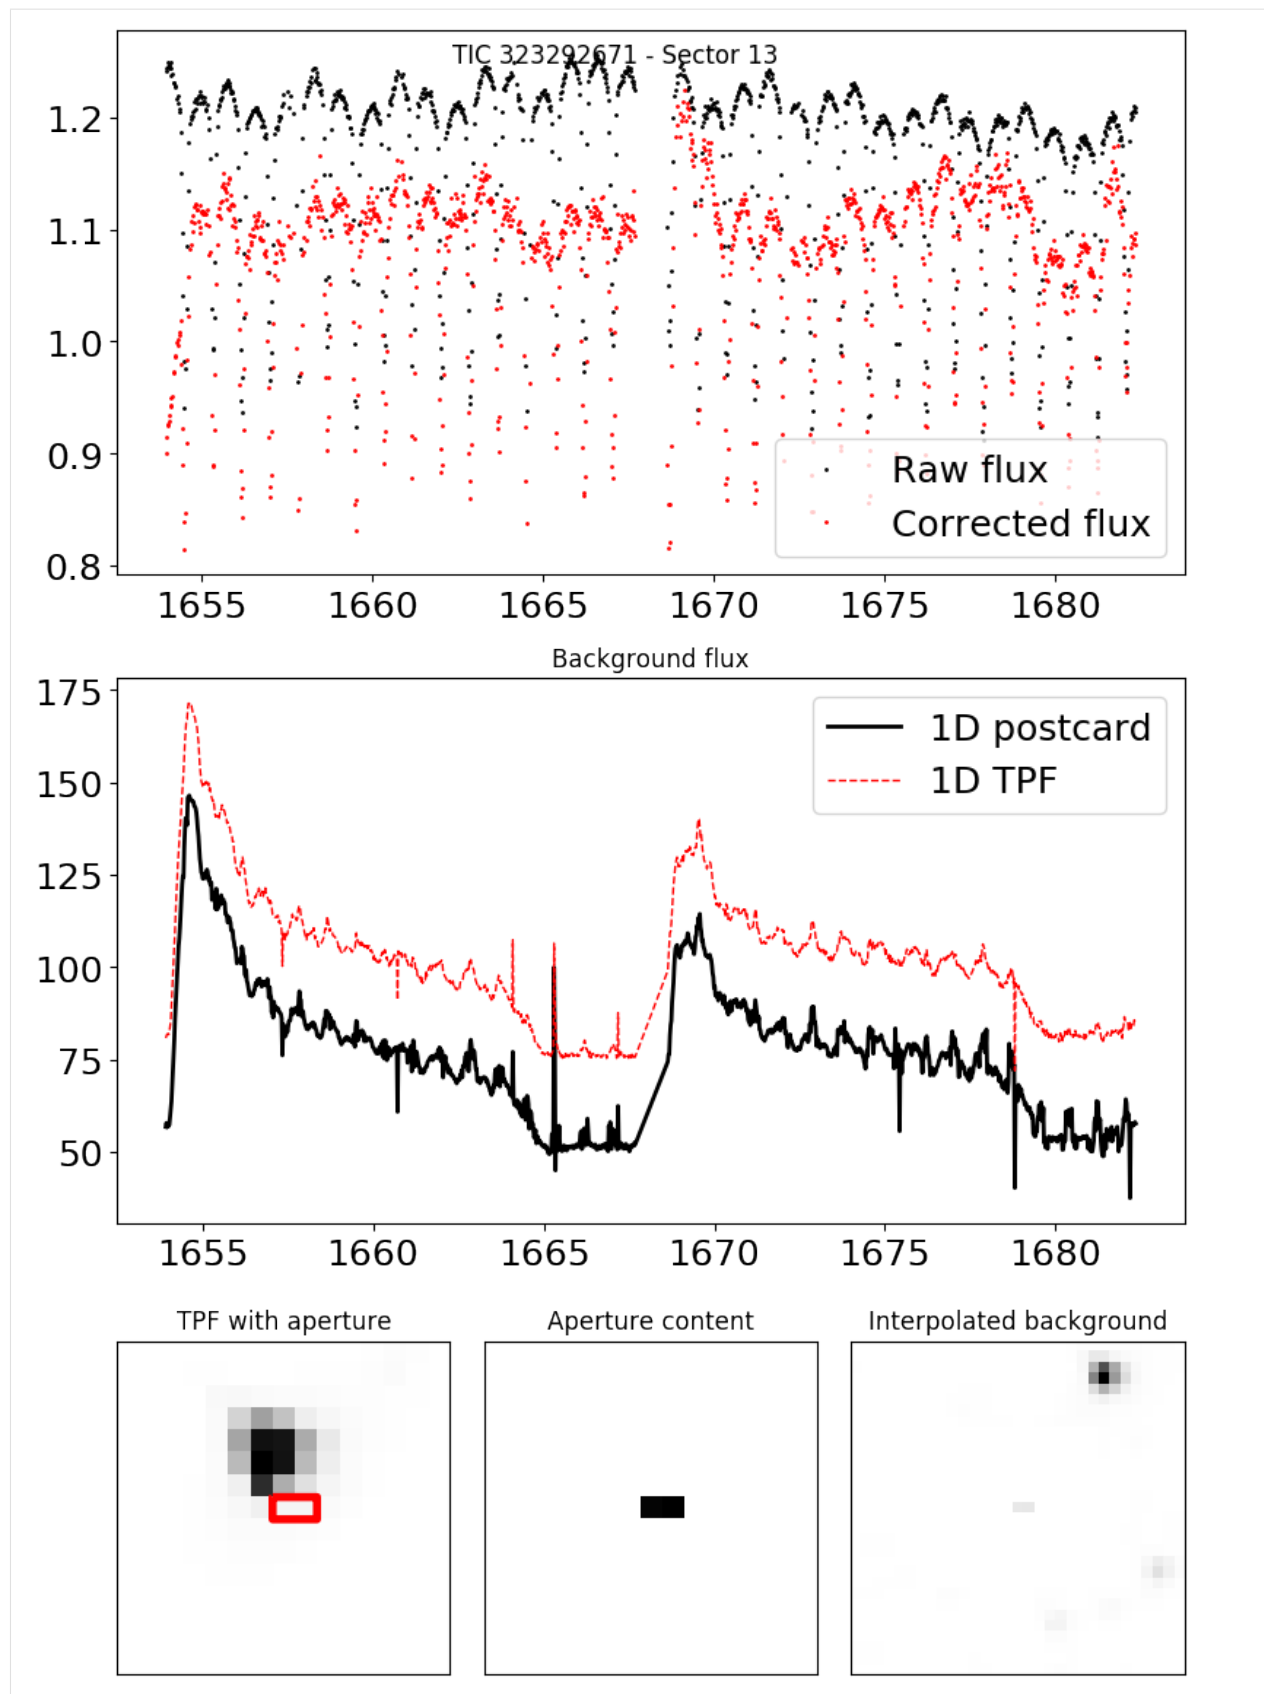 TIC 323292671 - Sector 13
1.2
1.1
1.0
0.9
0.8
Raw flux
Corrected flux
1655 1660 1665 1670 1675 1680
Background flux
175
150
125
100
75
50
1D postcard
1D TPF
1655 1660 1665 1670 1675 1680
TPF with aperture Aperture content Interpolated background